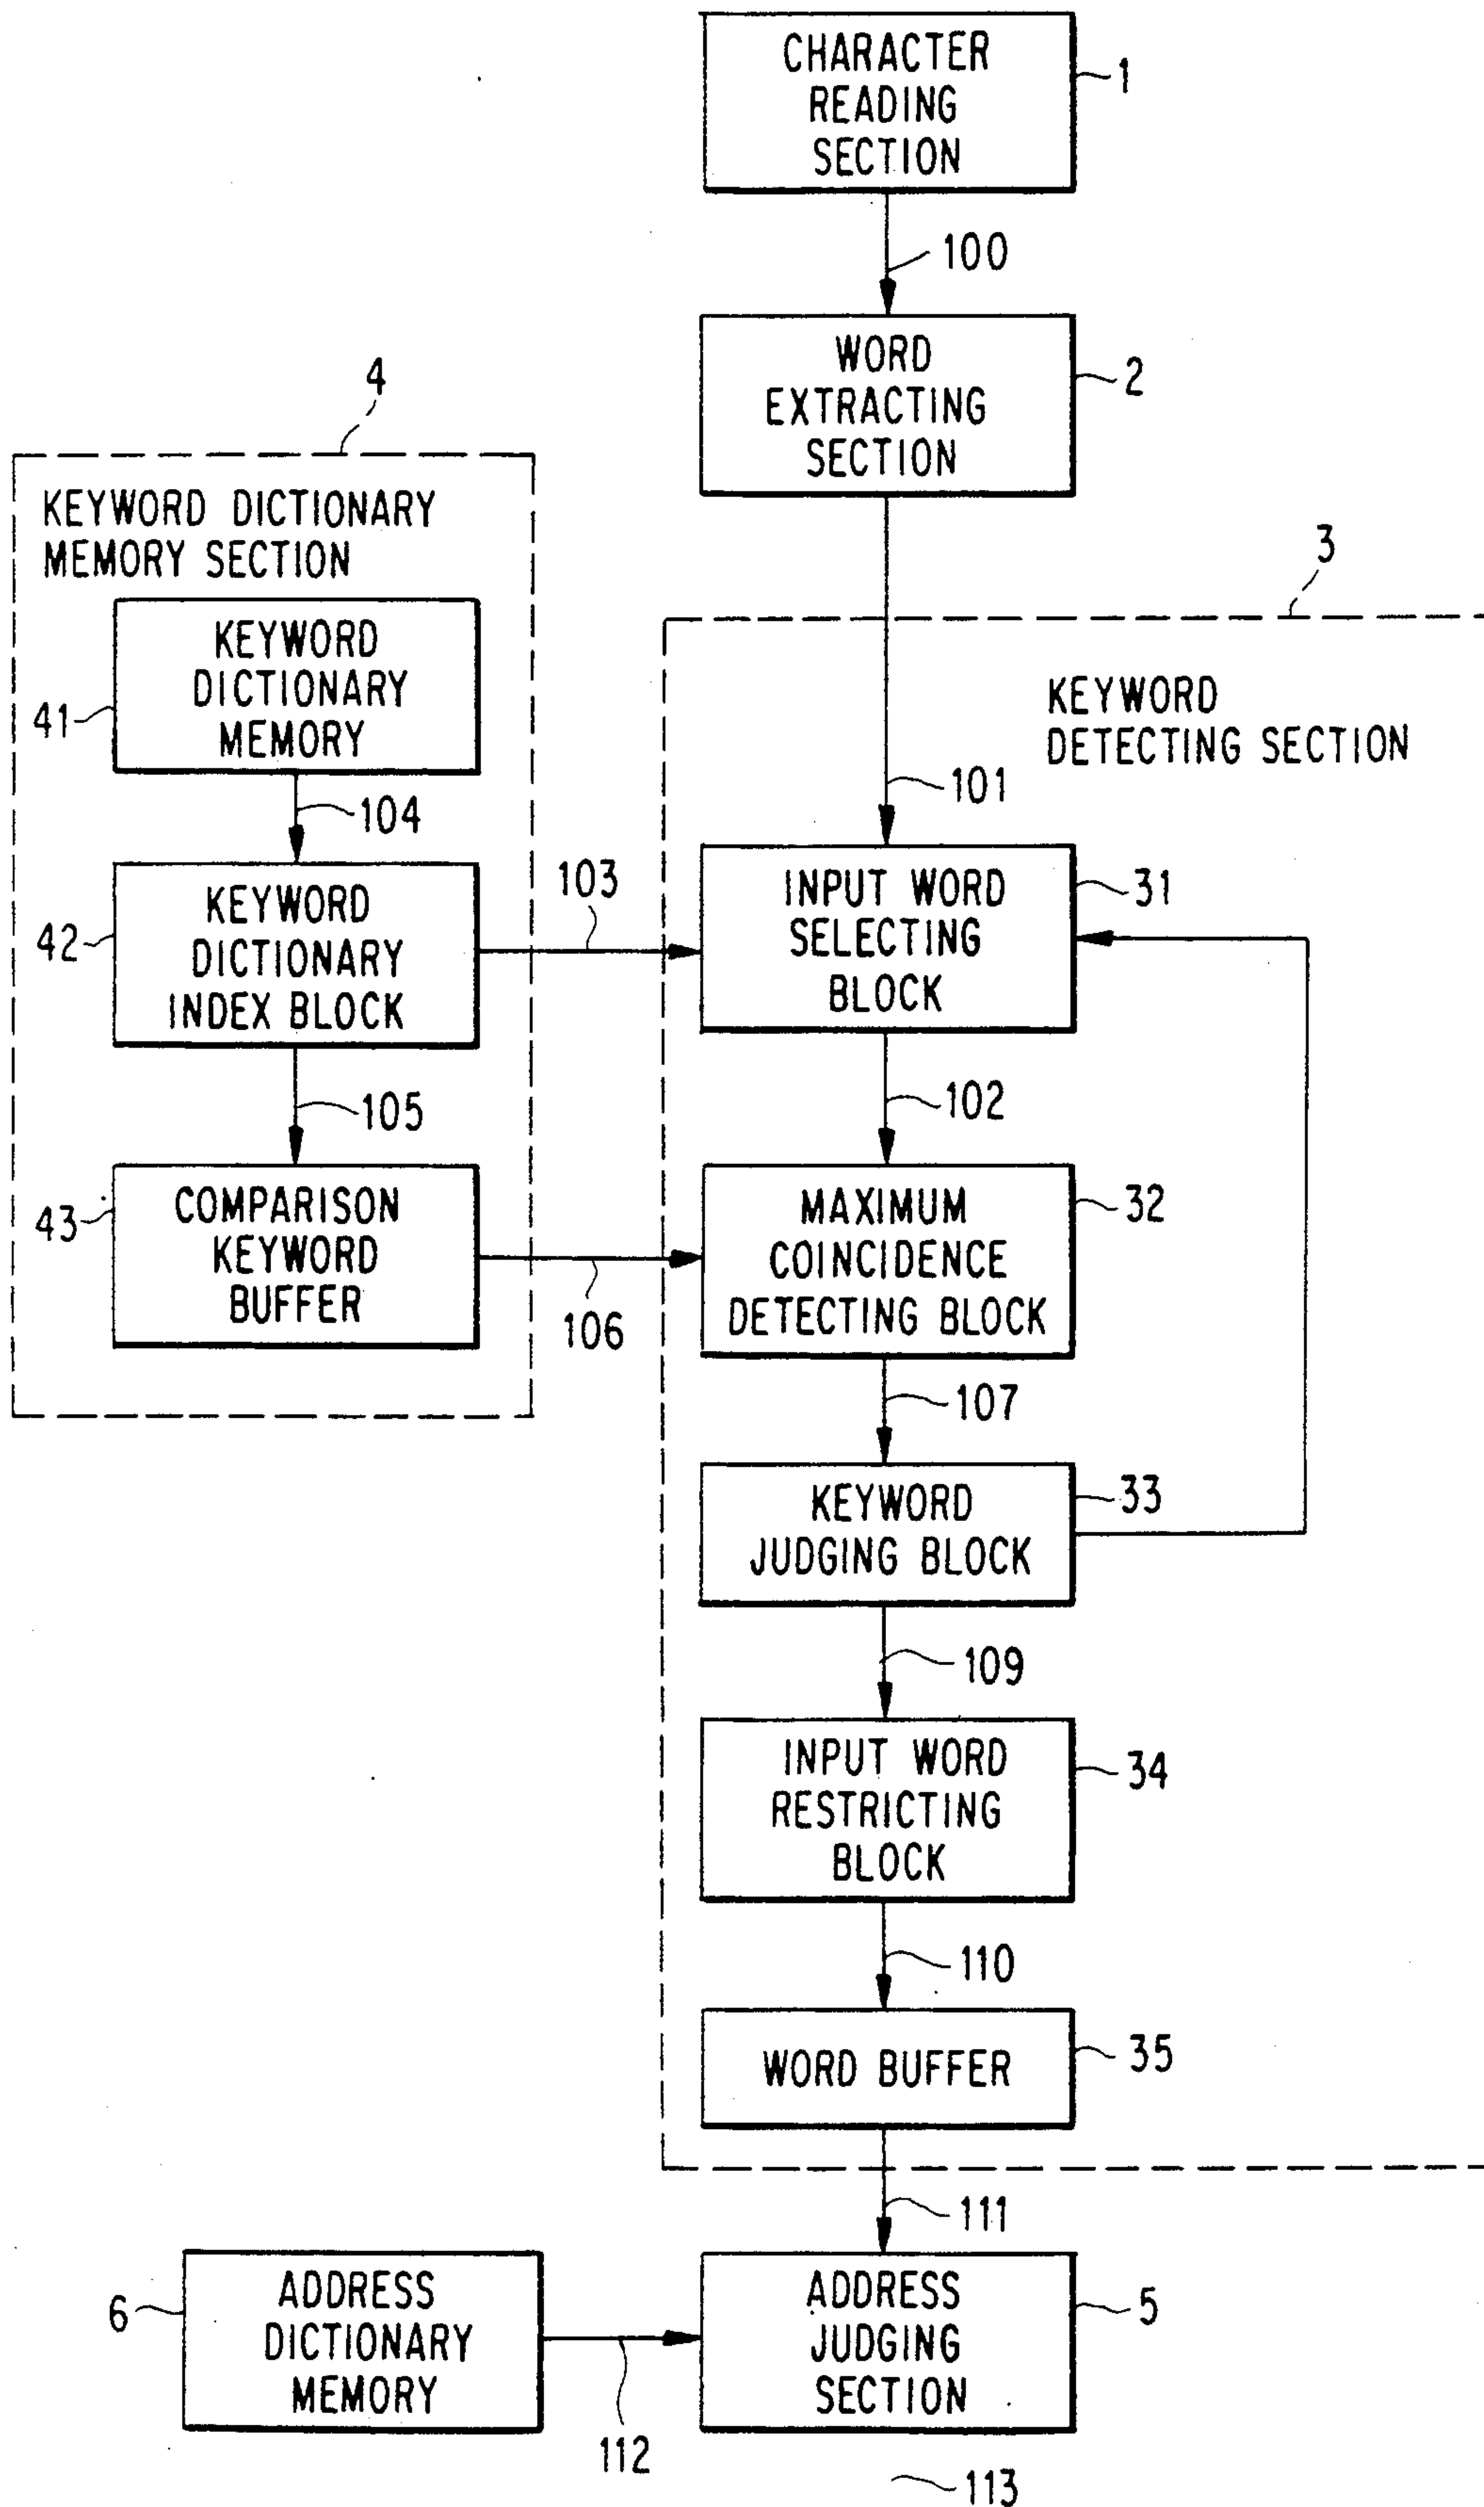 CHARACTER
READING
SECTION
1
100
WORD
EXTRACTING
SECTION
2
4
KEYWORD DICTIONARY
MEMORY SECTION
3
KEYWORD
DETECTING SECTION
KEYWORD
DICTIONARY
MEMORY
41
104
101
KEYWORD
DICTIONARY
INDEX BLOCK
42
103
INPUT WORD
SELECTING
BLOCK
31
105
102
COMPARISON
KEYWORD
BUFFER
43
106
MAXIMUM
COINCIDENCE
DETECTING BLOCK
32
107
KEYWORD
JUDGING BLOCK
33
109
INPUT WORD
RESTRICTING
BLOCK
34
110
WORD BUFFER
35
111
ADDRESS
DICTIONARY
MEMORY
6
112
ADDRESS
JUDGING
SECTION
5
113